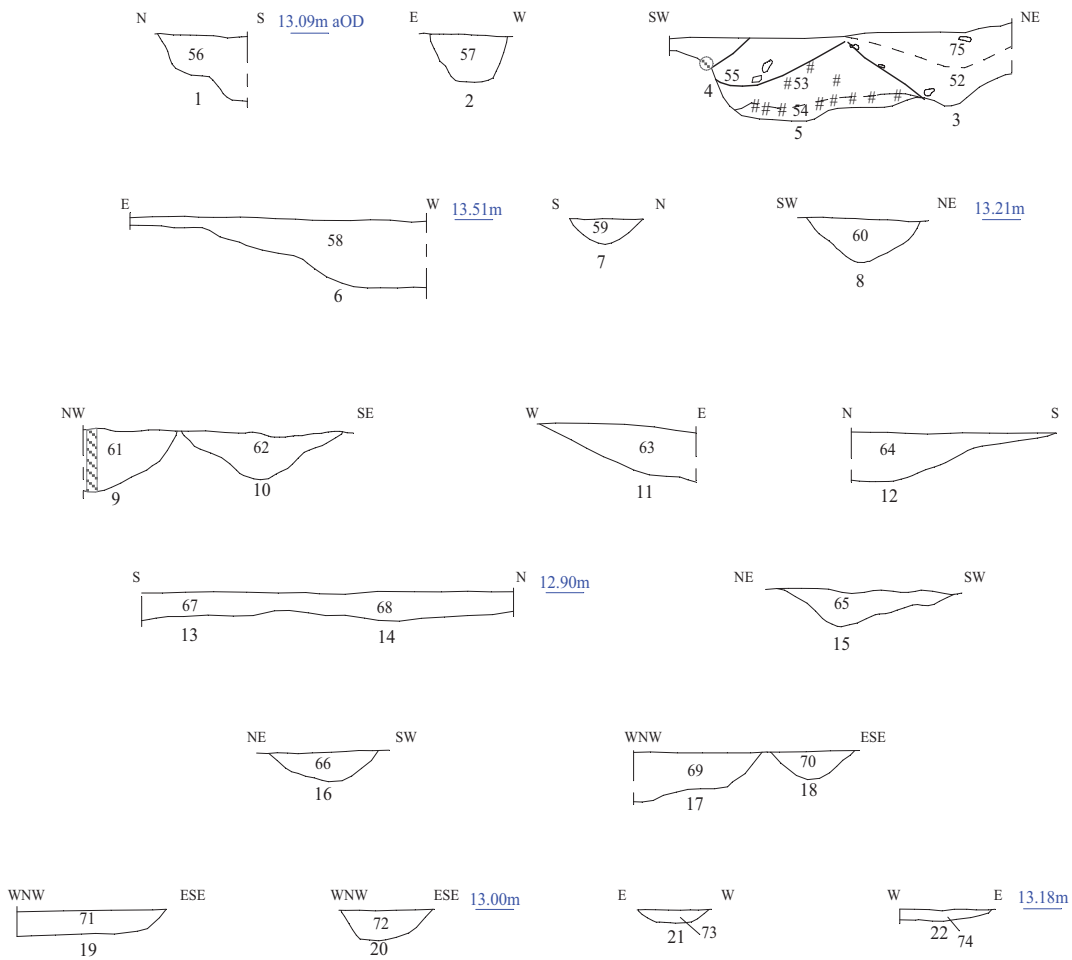 N S 13.09m aOD E W SW NE
56 57 55 53 54 75 52
1 2 4 5 3
E W 13.51m S N SW NE 13.21m
58 59 60
6 7 8
NW SE W E N S
61 62 63 64
9 10 11 12
S N 12.90m NE SW
67 68 65
13 14 15
NE SW WNW ESE
66 69 70
16 17 18
WNW ESE WNW ESE 13.00m E W W E 13.18m
71 72
19 20 21 73 22 74